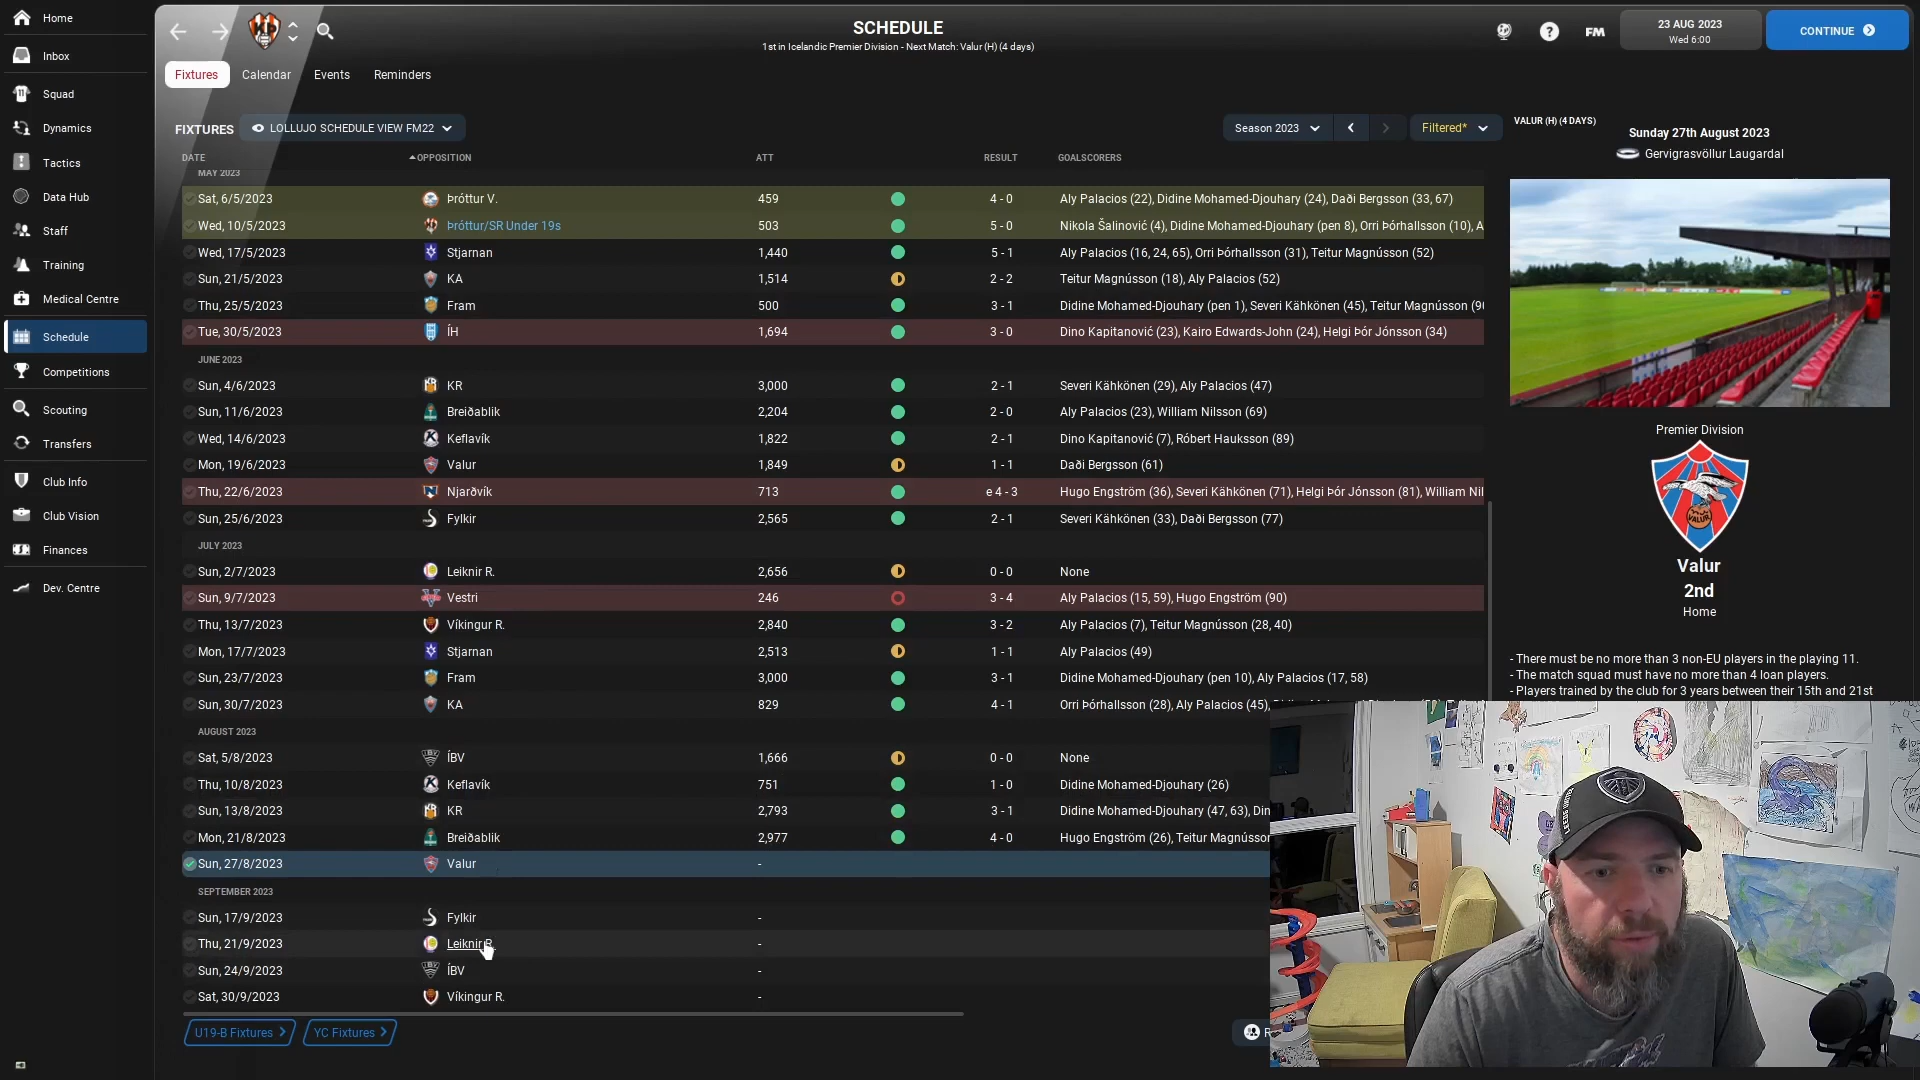 Home
Inbox
Squad
Dynamics
Tactics
Data Hub
Staff
Training
Medical Centre
Schedule
Competitions
Scouting
Transfers
Club Info
Club Vision
Finances
Dev. Centre
SCHEDULE
1st in Icelandic Premier Division - Next Match: Valur (H) (4 days)
FM
23 AUG 2023
Wed 6:00
CONTINUE
Fixtures Calendar Events Reminders
FIXTURES LOLLUJO SCHEDULE VIEW FM22 Season 2023 Filtered*
DATE OPPOSITION ATT RESULT GOALSCORERS
MAY 2023
Sat, 6/5/2023 Þróttur V. 459 4 - 0 Aly Palacios (22), Didine Mohamed-Djouhary (24), Daði Bergsson (33, 67)
Wed, 10/5/2023 Þróttur/SR Under 19s 503 5 - 0 Nikola Šalinović (4), Didine Mohamed-Djouhary (pen 8), Orri Þórhallsson (10), A
Wed, 17/5/2023 Stjarnan 1,440 5 - 1 Aly Palacios (16, 24, 65), Orri Þórhallsson (31), Teitur Magnússon (52)
Sun, 21/5/2023 KA 1,514 2 - 2 Teitur Magnússon (18), Aly Palacios (52)
Thu, 25/5/2023 Fram 500 3 - 1 Didine Mohamed-Djouhary (pen 1), Severi Kähkönen (45), Teitur Magnússon (90
Tue, 30/5/2023 ÍH 1,694 3 - 0 Dino Kapitanović (23), Kairo Edwards-John (24), Helgi Þór Jónsson (34)
JUNE 2023
Sun, 4/6/2023 KR 3,000 2 - 1 Severi Kähkönen (29), Aly Palacios (47)
Sun, 11/6/2023 Breiðablik 2,204 2 - 0 Aly Palacios (23), William Nilsson (69)
Wed, 14/6/2023 Keflavík 1,822 2 - 1 Dino Kapitanović (7), Róbert Hauksson (89)
Mon, 19/6/2023 Valur 1,849 1 - 1 Daði Bergsson (61)
Thu, 22/6/2023 Njarðvík 713 e 4 - 3 Hugo Engström (36), Severi Kähkönen (71), Helgi Þór Jónsson (81), William Nil
Sun, 25/6/2023 Fylkir 2,565 2 - 1 Severi Kähkönen (33), Daði Bergsson (77)
JULY 2023
Sun, 2/7/2023 Leiknir R. 2,656 0 - 0 None
Sun, 9/7/2023 Vestri 246 3 - 4 Aly Palacios (15, 59), Hugo Engström (90)
Thu, 13/7/2023 Víkingur R. 2,840 3 - 2 Aly Palacios (7), Teitur Magnússon (28, 40)
Mon, 17/7/2023 Stjarnan 2,513 1 - 1 Aly Palacios (49)
Sun, 23/7/2023 Fram 3,000 3 - 1 Didine Mohamed-Djouhary (pen 10), Aly Palacios (17, 58)
Sun, 30/7/2023 KA 829 4 - 1 Orri Þórhallsson (28), Aly Palacios (45),
AUGUST 2023
Sat, 5/8/2023 ÍBV 1,666 0 - 0 None
Thu, 10/8/2023 Keflavík 751 1 - 0 Didine Mohamed-Djouhary (26)
Sun, 13/8/2023 KR 2,793 3 - 1 Didine Mohamed-Djouhary (47, 63), Din
Mon, 21/8/2023 Breiðablik 2,977 4 - 0 Hugo Engström (26), Teitur Magnússon
Sun, 27/8/2023 Valur -
SEPTEMBER 2023
Sun, 17/9/2023 Fylkir -
Thu, 21/9/2023 Leiknir R. -
Sun, 24/9/2023 ÍBV -
Sat, 30/9/2023 Víkingur R. -
U19-B Fixtures YC Fixtures
VALUR (H) (4 DAYS)
Sunday 27th August 2023
Gervigrasvöllur Laugardal
Premier Division
VALUR
Valur
2nd
Home
- There must be no more than 3 non-EU players in the playing 11.
- The match squad must have no more than 4 loan players.
- Players trained by the club for 3 years between their 15th and 21st